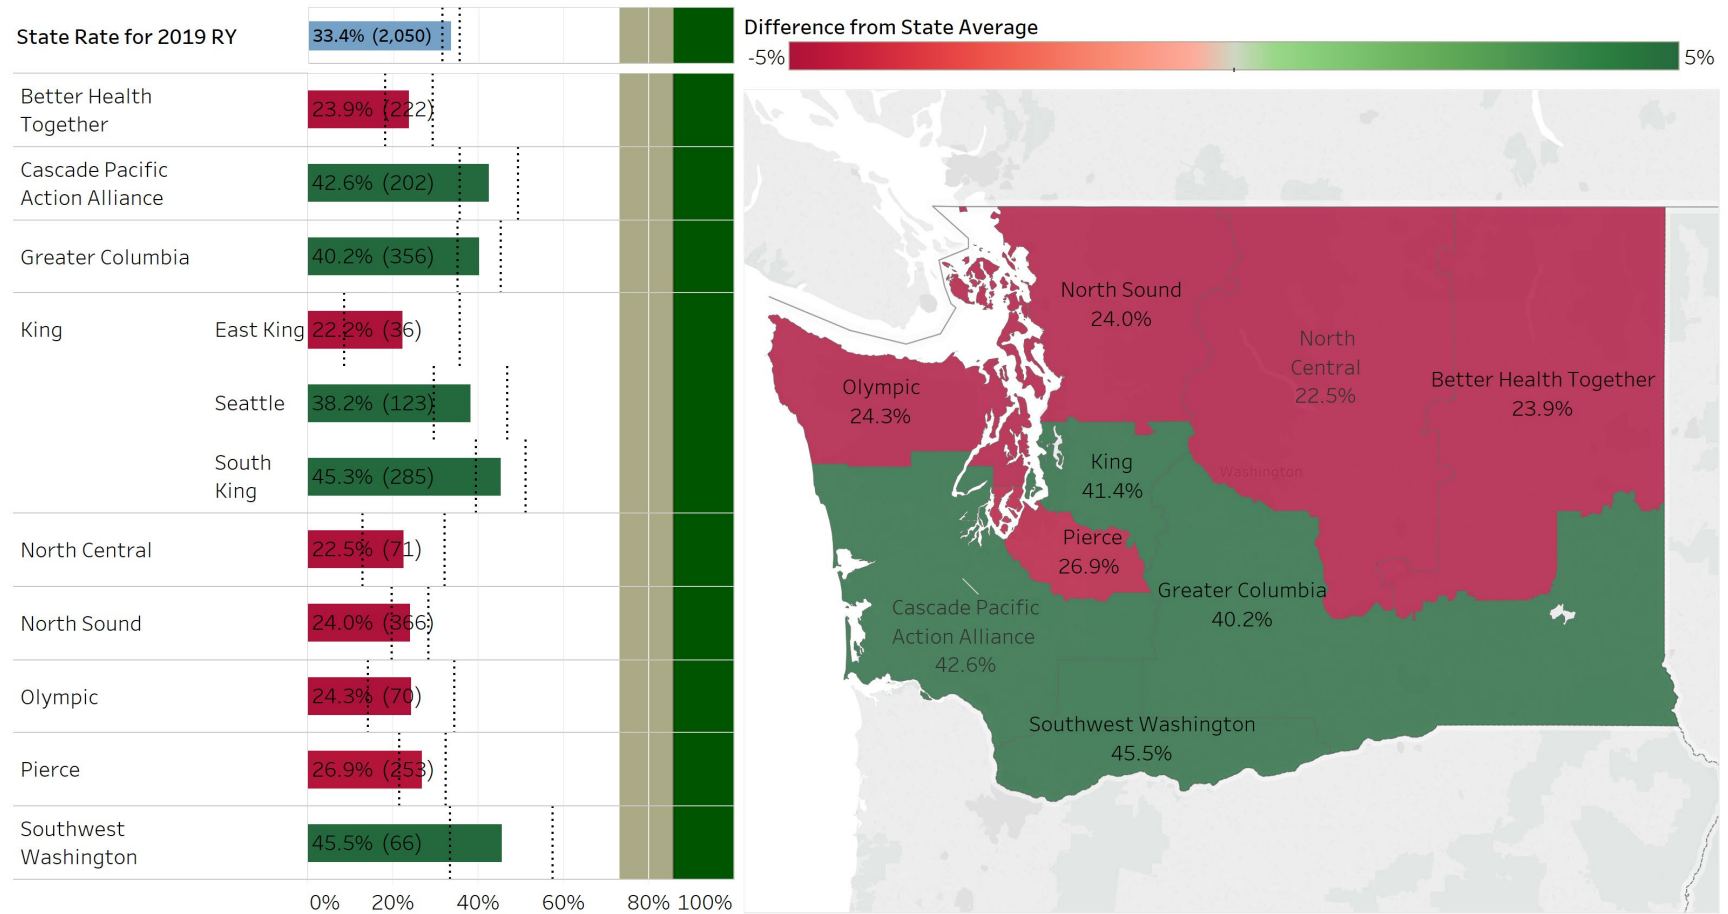 State Rate for 2019 RY
33.4% (2,050)
Better Health
Together
23.9% (222)
Cascade Pacific
Action Alliance
42.6% (202)
Greater Columbia
40.2% (356)
King
East King
22.2% (36)
Seattle
38.2% (123)
South
King
45.3% (285)
North Central
22.5% (71)
North Sound
24.0% (366)
Olympic
24.3% (70)
Pierce
26.9% (253)
Southwest
Washington
45.5% (66)
0% 20% 40% 60% 80% 100%
Difference from State Average
-5% 5%
North Sound
24.0%
North
Central
22.5%
Better Health Together
23.9%
Olympic
24.3%
King
41.4%
Washington
Pierce
26.9%
Greater Columbia
40.2%
Cascade Pacific
Action Alliance
42.6%
Southwest Washington
45.5%